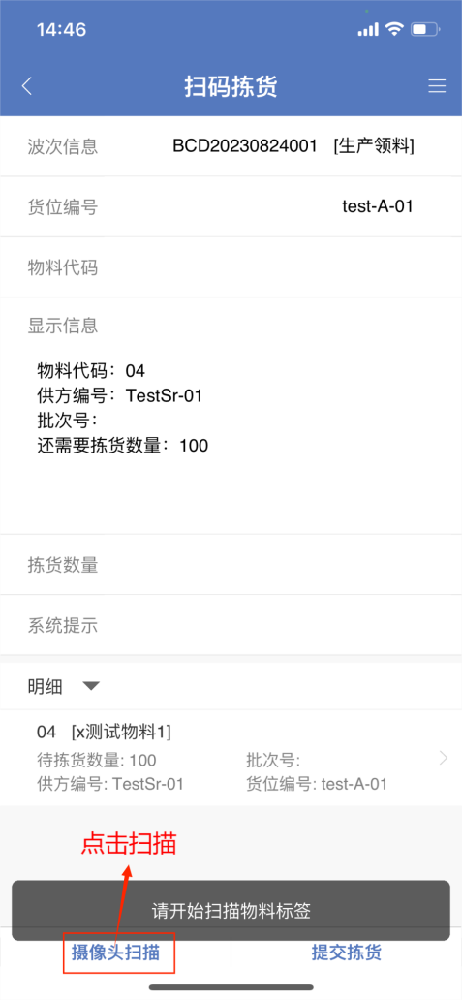 14:46
扫码拣货
波次信息 BCD20230824001 [生产领料]
货位编号 test-A-01
物料代码
显示信息
物料代码：04
供方编号：TestSr-01
批次号：
还需要拣货数量：100
拣货数量
系统提示
明细
04 [x测试物料1]
待拣货数量: 100 批次号:
供方编号: TestSr-01 货位编号: test-A-01
点击扫描
请开始扫描物料标签
摄像头扫描 提交拣货